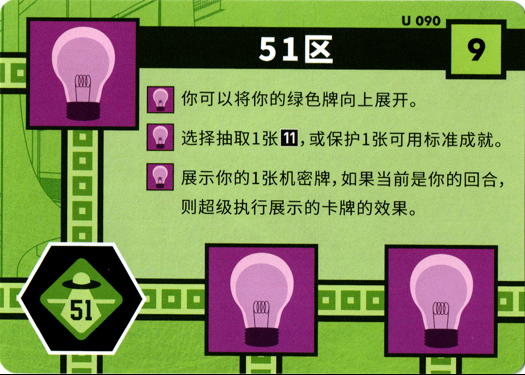 U 090
51区
9
你可以将你的绿色牌向上展开。
选择抽取1张11,或保护1张可用标准成就。
展示你的1张机密牌,如果当前是你的回合,
则超级执行展示的卡牌的效果。
51